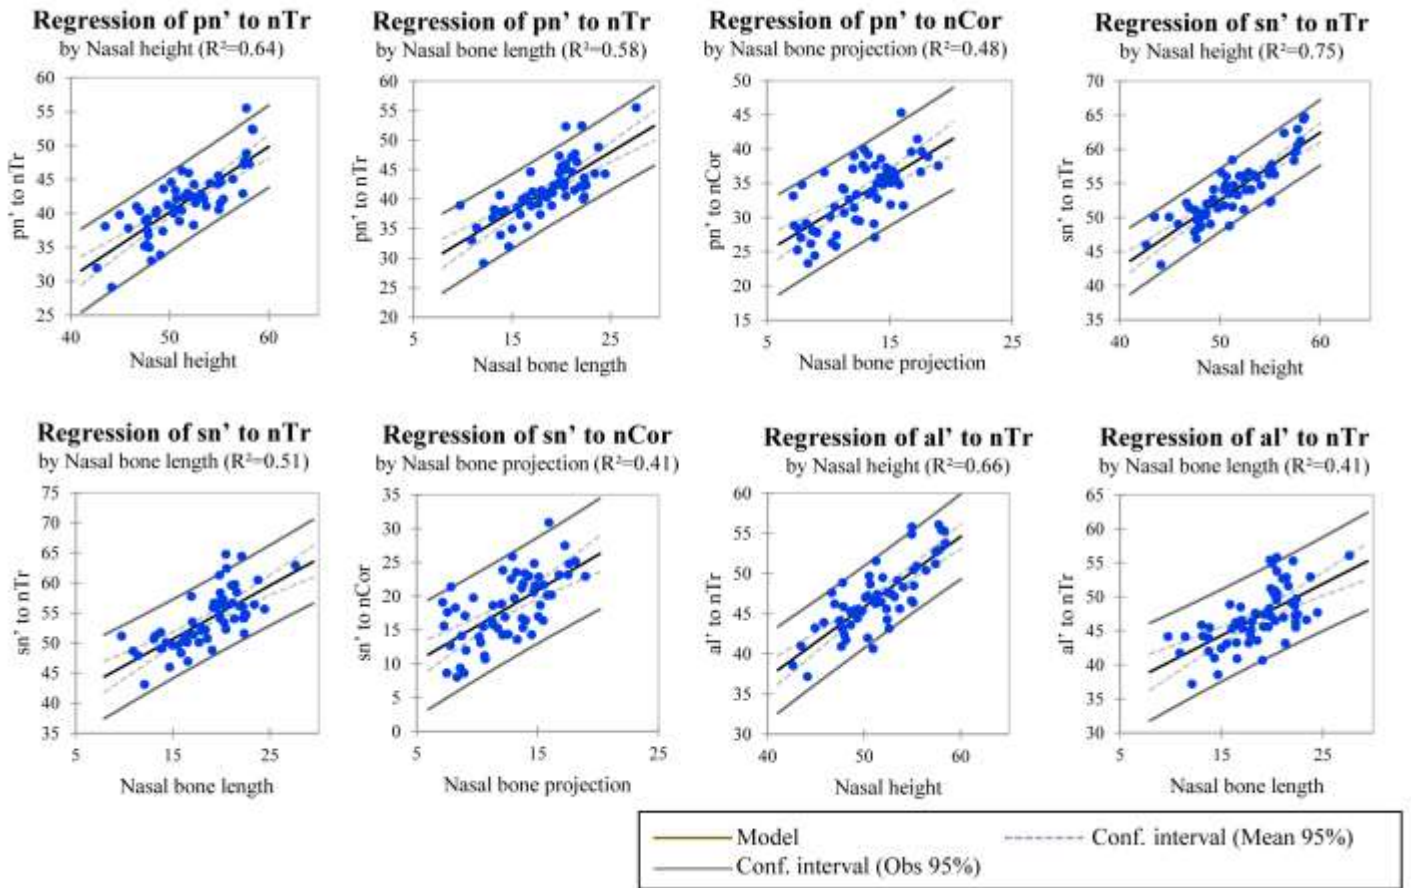 Regression of pn’ to nTr
by Nasal height (R²=0.64)
60
55
50
45
40
35
30
25
pn’ to nTr
40
50
60
Nasal height
Regression of pn’ to nTr
by Nasal bone length (R²=0.58)
60
55
50
45
40
35
30
25
20
pn’ to nTr
5
15
25
Nasal bone length
Regression of pn’ to nCor
by Nasal bone projection (R²=0.48)
50
45
40
35
30
25
20
15
pn’ to nCor
5
15
25
Nasal bone projection
Regression of sn’ to nTr
by Nasal height (R²=0.75)
70
65
60
55
50
45
40
35
sn’ to nTr
40
50
60
Nasal height
Regression of sn’ to nTr
by Nasal bone length (R²=0.51)
75
70
65
60
55
50
45
40
35
sn’ to nTr
5
15
25
Nasal bone length
Regression of sn’ to nCor
by Nasal bone projection (R²=0.41)
35
30
25
20
15
10
5
0
sn’ to nCor
5
15
25
Nasal bone projection
Regression of al’ to nTr
by Nasal height (R²=0.66)
60
55
50
45
40
35
30
al’ to nTr
40
50
60
Nasal height
Regression of al’ to nTr
by Nasal bone length (R²=0.41)
65
60
55
50
45
40
35
30
al’ to nTr
5
15
25
Nasal bone length
Model
Conf. interval (Mean 95%)
Conf. interval (Obs 95%)